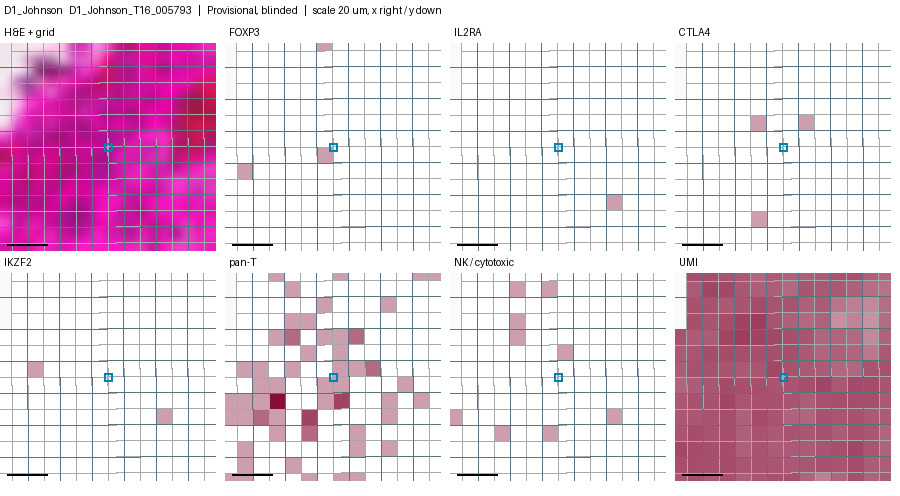 D1_Johnson D1_Johnson_T16_005793 | Provisional, blinded | scale 20 um, x right / y down
H&E + grid
FOXP3
IL2RA
CTLA4
IKZF2
pan-T
NK / cytotoxic
UMI